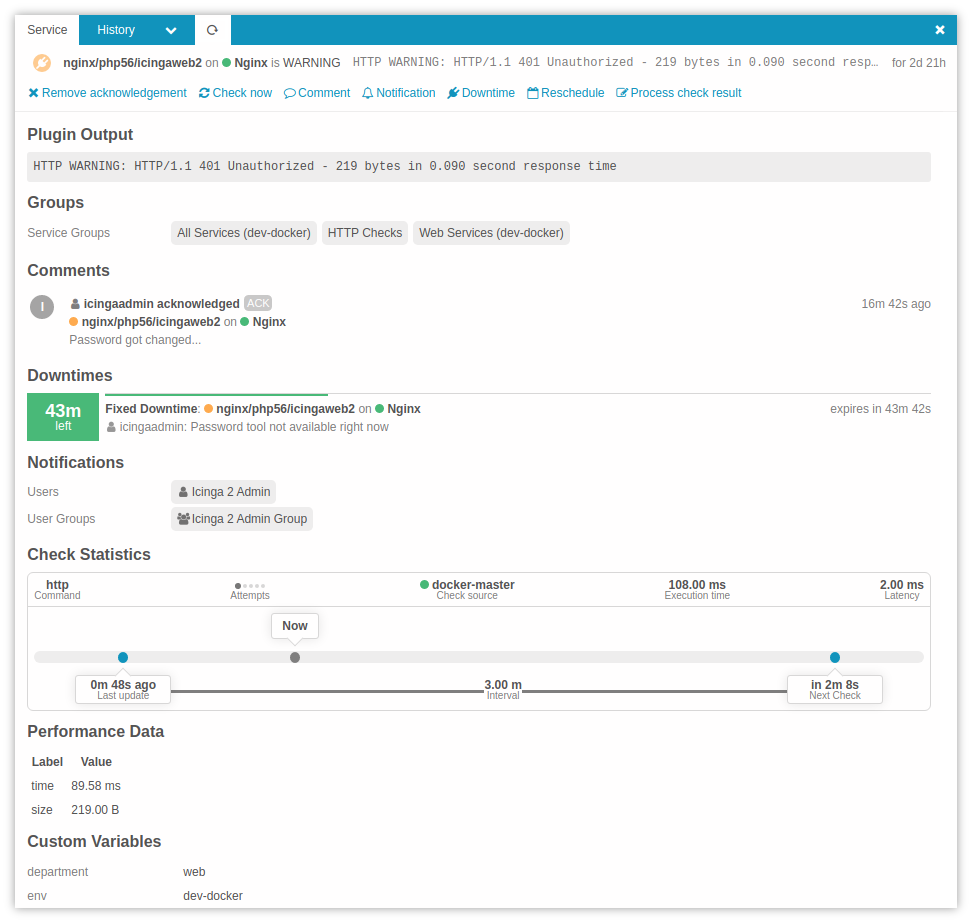 Service History
nginx/php56/icingaweb2 on Nginx is WARNING HTTP WARNING: HTTP/1.1 401 Unauthorized - 219 bytes in 0.090 second resp… for 2d 21h
Remove acknowledgement Check now Comment Notification Downtime Reschedule Process check result
Plugin Output
HTTP WARNING: HTTP/1.1 401 Unauthorized - 219 bytes in 0.090 second response time
Groups
Service Groups All Services (dev-docker) HTTP Checks Web Services (dev-docker)
Comments
I icingaadmin acknowledged ACK 16m 42s ago
nginx/php56/icingaweb2 on Nginx
Password got changed...
Downtimes
43m Fixed Downtime: nginx/php56/icingaweb2 on Nginx expires in 43m 42s
left icingaadmin: Password tool not available right now
Notifications
Users Icinga 2 Admin
User Groups Icinga 2 Admin Group
Check Statistics
http docker-master 108.00 ms 2.00 ms
Command Attempts Check source Execution time Latency
Now
0m 48s ago 3.00 m in 2m 8s
Last update Interval Next Check
Performance Data
Label Value
time 89.58 ms
size 219.00 B
Custom Variables
department web
env dev-docker